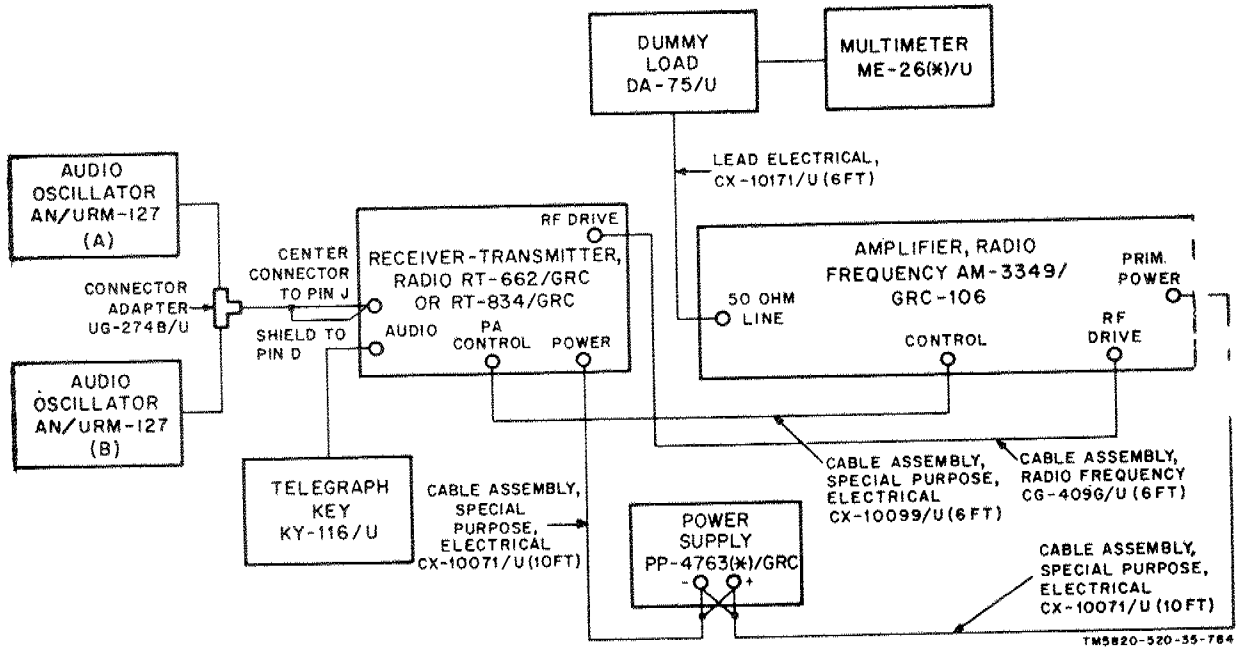 DUMMY
LOAD
DA-75/U
MULTIMETER
ME-26(*)/U
LEAD ELECTRICAL,
CX-10171/U (6FT)
AUDIO
OSCILLATOR
AN/URM-127
(A)
CONNECTOR
ADAPTER
UG-274B/U
AUDIO
OSCILLATOR
AN/URM-127
(B)
CENTER
CONNECTOR
TO PIN J
SHIELD TO
PIN D
RF DRIVE
RECEIVER-TRANSMITTER,
RADIO RT-662/GRC
OR RT-834/GRC
AUDIO
PA
CONTROL
POWER
AMPLIFIER, RADIO
FREQUENCY AM-3349/
GRC-106
PRIM.
POWER
50 OHM
LINE
CONTROL
RF
DRIVE
TELEGRAPH
KEY
KY-116/U
CABLE ASSEMBLY,
SPECIAL
PURPOSE,
ELECTRICAL
CX-10071/U (10FT)
POWER
SUPPLY
PP-4763(*)/GRC
- +
CABLE ASSEMBLY,
SPECIAL PURPOSE,
ELECTRICAL
CX-10099/U (6FT)
CABLE ASSEMBLY,
RADIO FREQUENCY
CG-409G/U (6FT)
CABLE ASSEMBLY,
SPECIAL PURPOSE,
ELECTRICAL
CX-10071/U (10FT)
TM5820-520-35-784